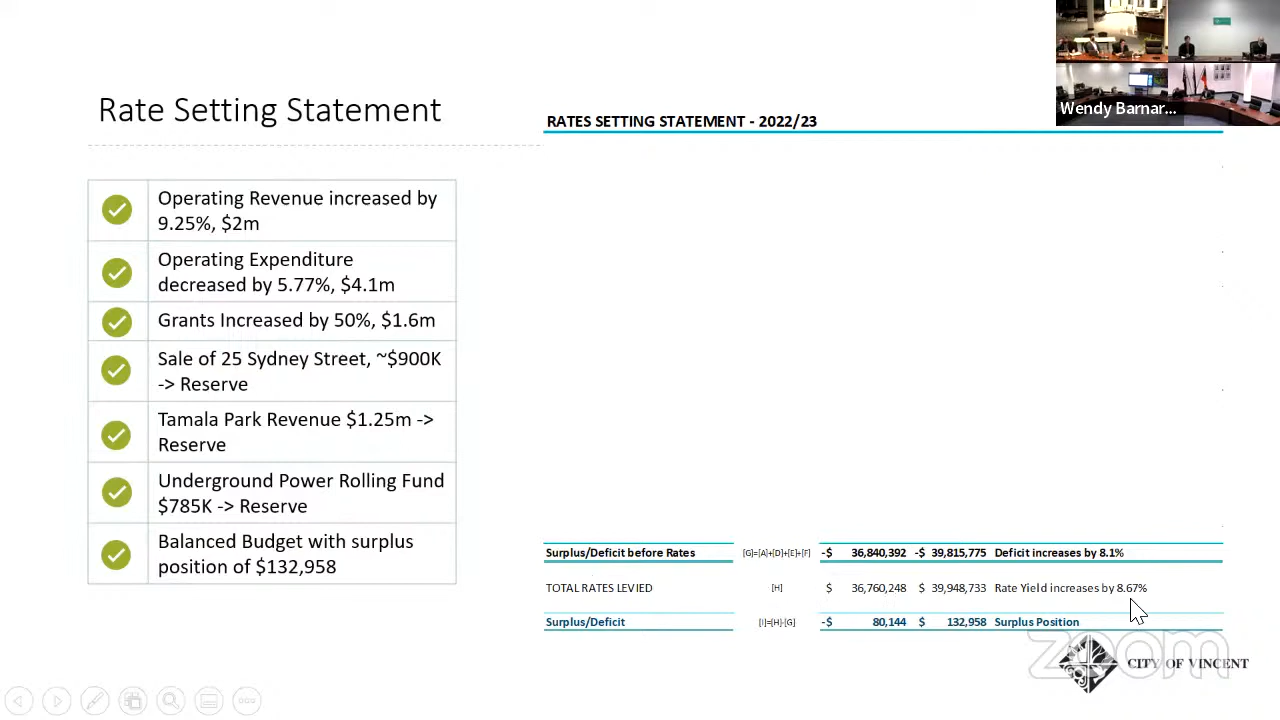 Wendy Barnar...
Rate Setting Statement
RATES SETTING STATEMENT - 2022/23
Operating Revenue increased by
9.25%, $2m
Operating Expenditure
decreased by 5.77%, $4.1m
Grants Increased by 50%, $1.6m
Sale of 25 Sydney Street, ~$900K
-> Reserve
Tamala Park Revenue $1.25m ->
Reserve
Underground Power Rolling Fund
$785K -> Reserve
Balanced Budget with surplus
position of $132,958
Surplus/Deficit before Rates [G]=[A]+[D]+[E]+[F] -$ 36,840,392 -$ 39,815,775 Deficit increases by 8.1%
TOTAL RATES LEVIED [H] $ 36,760,248 $ 39,948,733 Rate Yield increases by 8.67%
Surplus/Deficit [I]=[H]-[G] -$ 80,144 $ 132,958 Surplus Position
zoom
CITY OF VINCENT